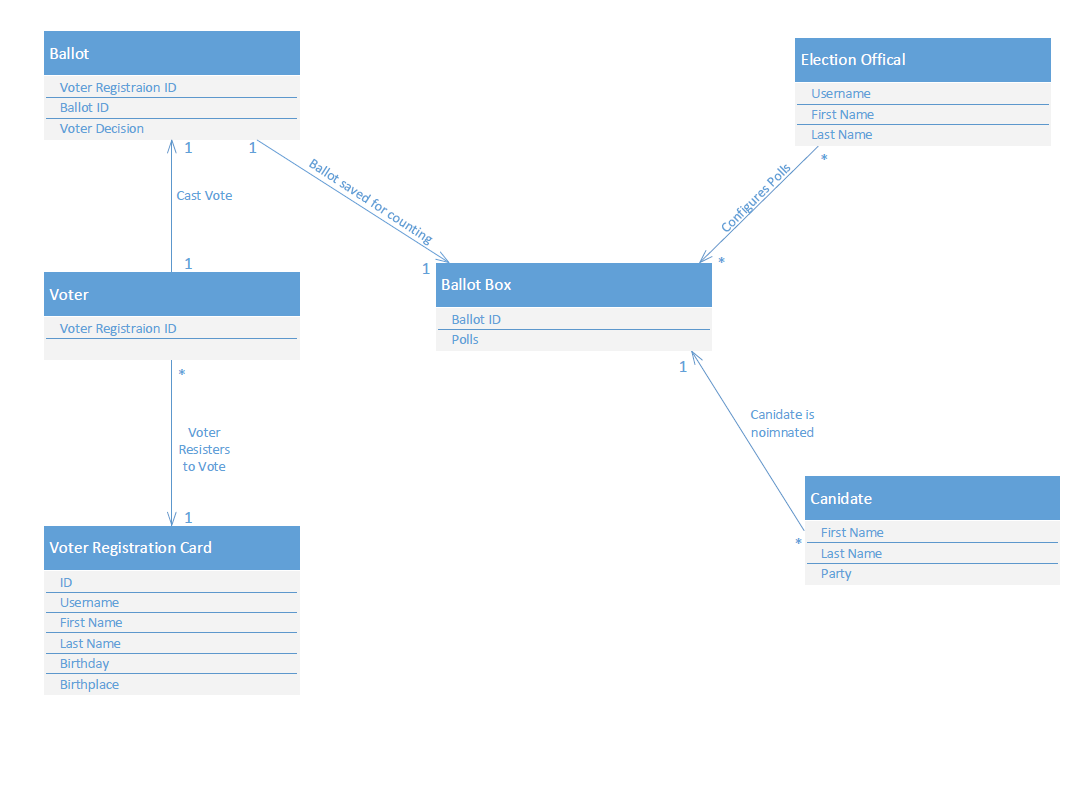 Ballot
Voter Registraion ID
Ballot ID
Voter Decision
1
1
Cast Vote
1
Ballot saved for counting
1
Election Offical
Username
First Name
Last Name
*
Configures Polls
*
Voter
Voter Registraion ID
*
Voter
Resisters
to Vote
1
Ballot Box
Ballot ID
Polls
1
Canidate is
noimnated
*
Voter Registration Card
ID
Username
First Name
Last Name
Birthday
Birthplace
Canidate
First Name
Last Name
Party